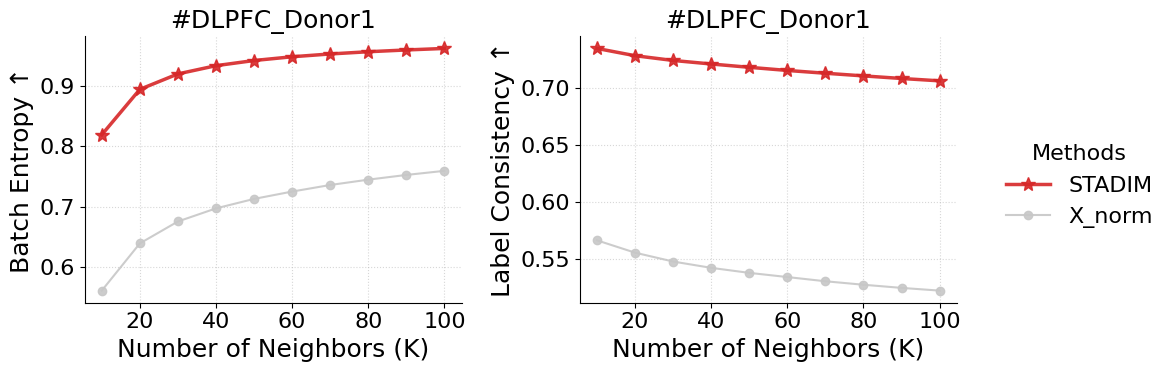 #DLPFC_Donor1
Batch Entropy ↑
0.9
0.8
0.7
0.6
20 40 60 80 100
Number of Neighbors (K)
#DLPFC_Donor1
Label Consistency ↑
0.70
0.65
0.60
0.55
20 40 60 80 100
Number of Neighbors (K)
Methods
STADIM
X_norm